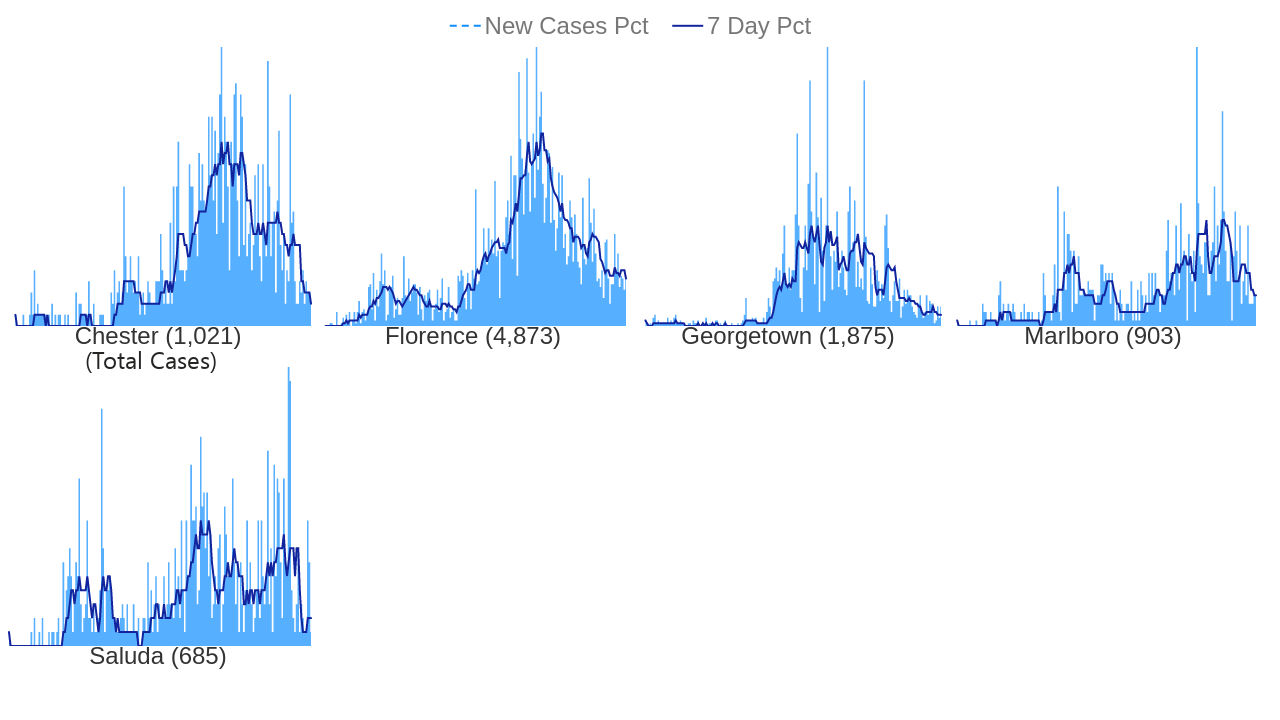 New Cases Pct 7 Day Pct
Chester (1,021) Florence (4,873) Georgetown (1,875) Marlboro (903)
(Total Cases)
Saluda (685)